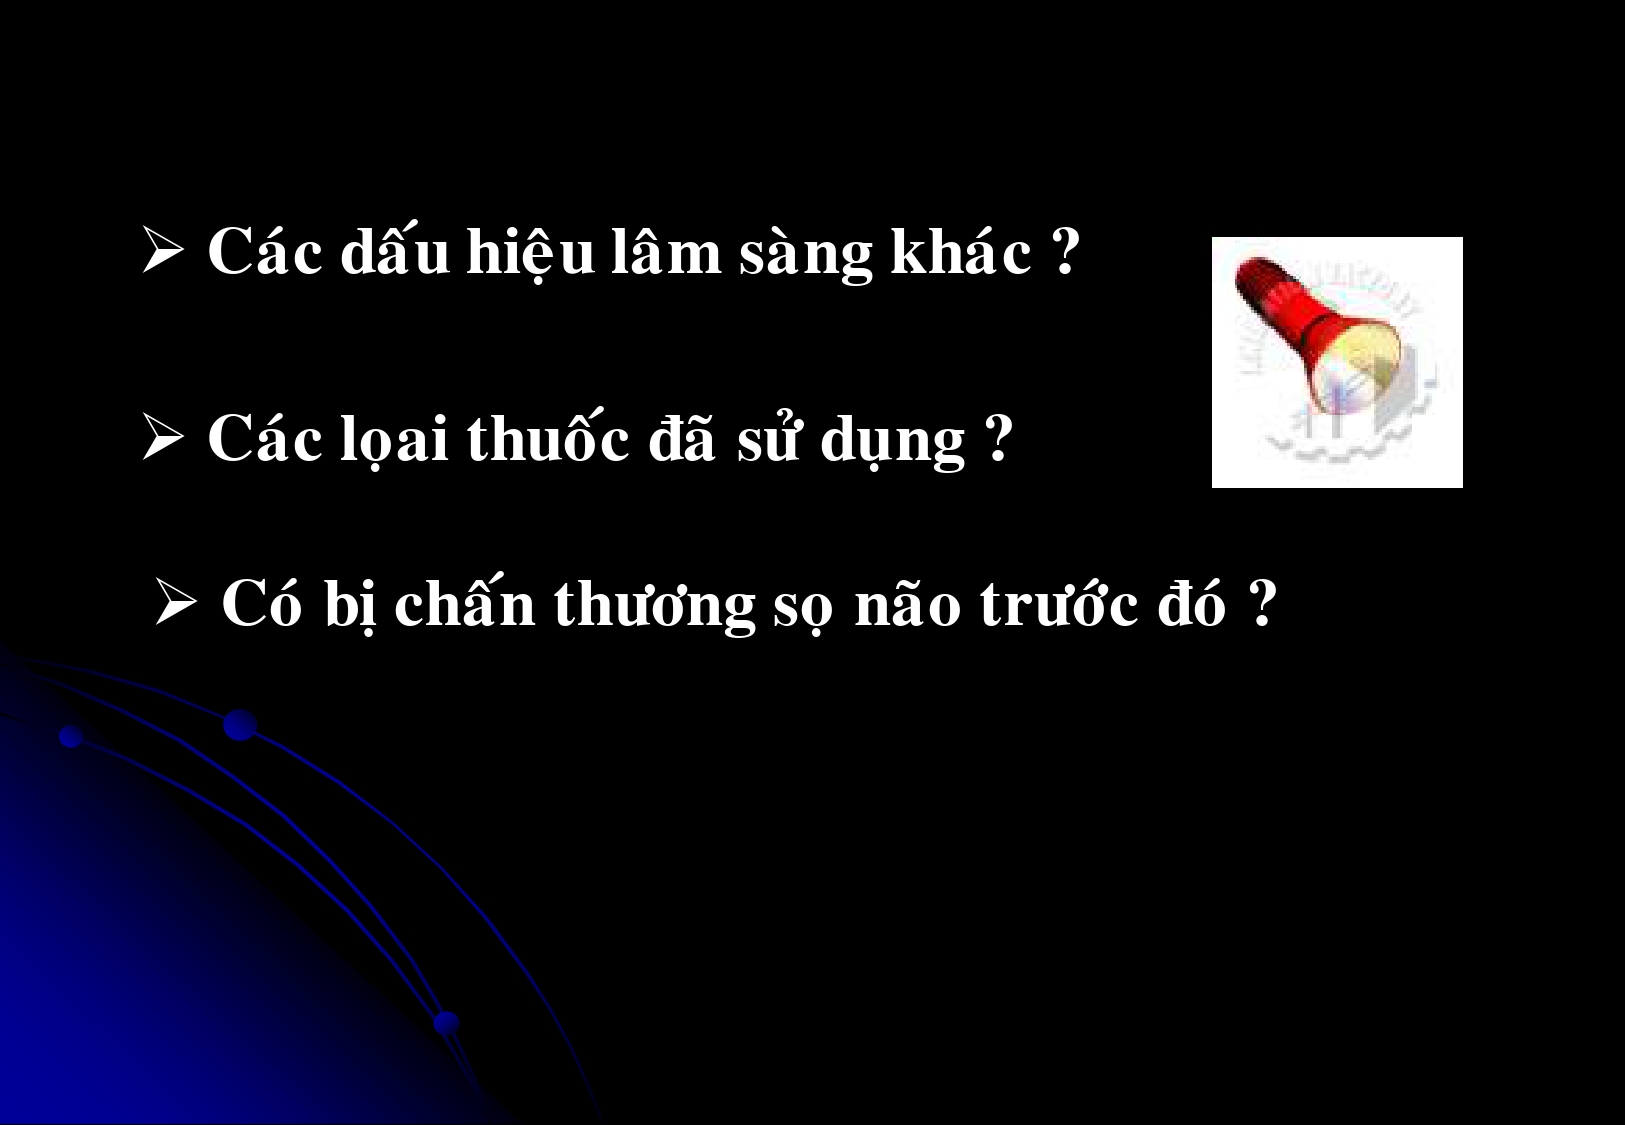 ➢ Các dấu hiệu lâm sàng khác ?
➢ Các lọai thuốc đã sử dụng ?
➢ Có bị chấn thương sọ não trước đó ?